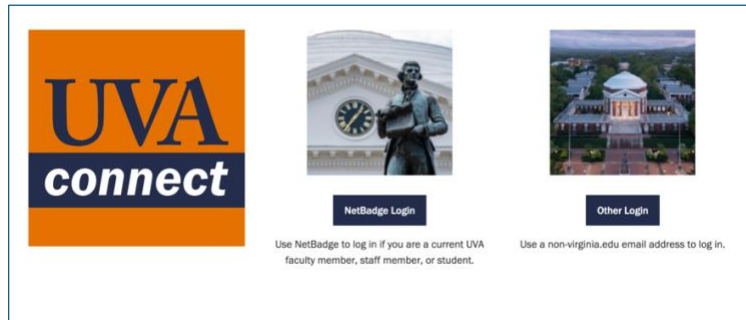 UVA
connect
NetBadge Login
Use NetBadge to log in if you are a current UVA
faculty member, staff member, or student.
Other Login
Use a non-virginia.edu email address to log in.